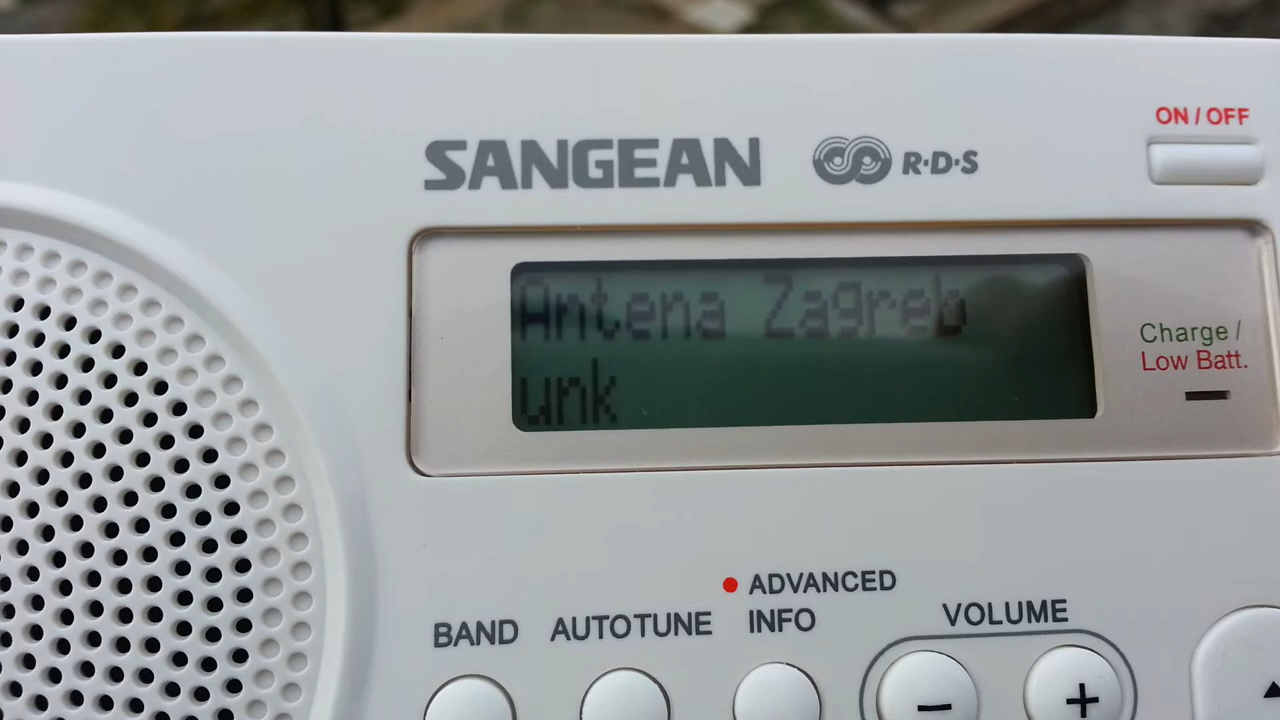 SANGEAN
R·D·S
ON / OFF
Antena Zagreb
unk
Charge /
Low Batt.
BAND
AUTOTUNE
ADVANCED
INFO
VOLUME
−
+